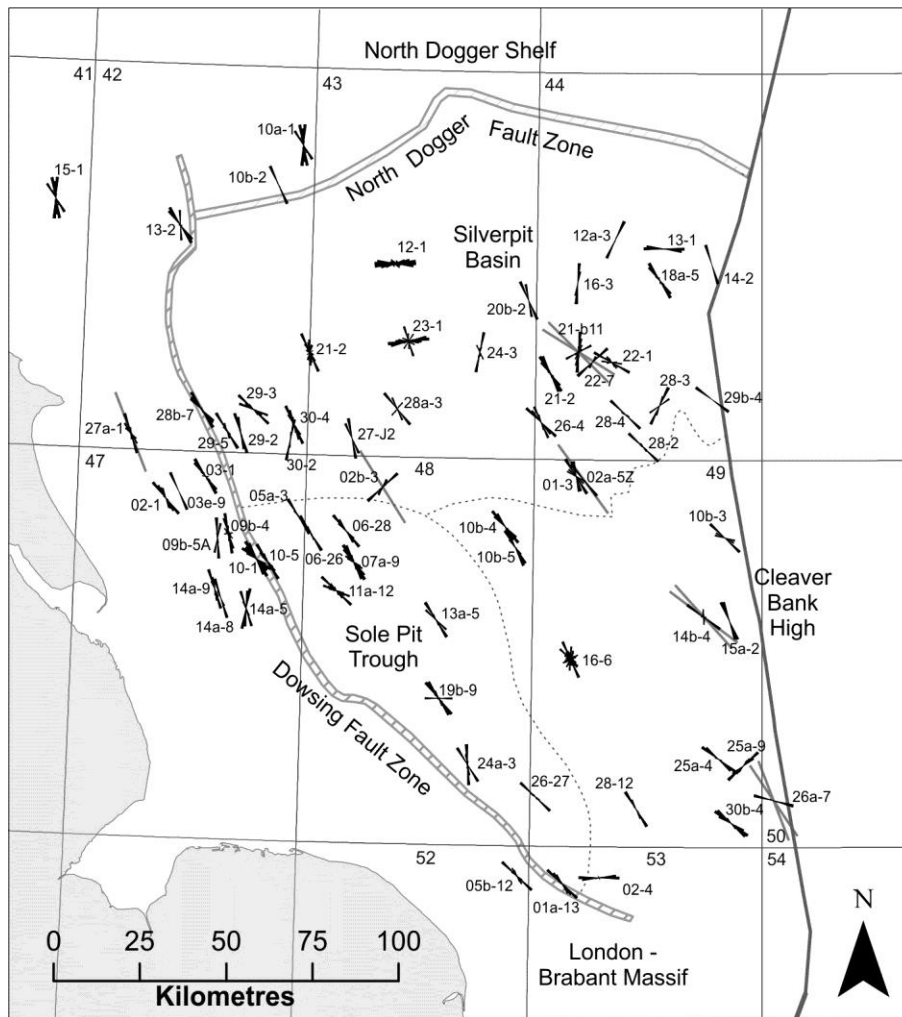 North Dogger Shelf
41
42
43
44
10a-1
15-1
10b-2
North Dogger
Fault Zone
13-2
12-1
Silverpit
Basin
12a-3
13-1
16-3
18a-5
14-2
20b-2
23-1
21-2
24-3
21-b11
22-1
22-7
21-2
28-3
29b-4
29-3
28b-7
30-4
28a-3
28-4
27a-1
29-5
29-2
27-J2
26-4
28-2
47
30-2
48
49
03-1
02b-3
01-3
02a-5Z
02-1
03e-9
05a-3
09b-4
06-28
10b-4
10b-3
09b-5A
10-5
06-26
07a-9
10b-5
10-1
11a-12
Cleaver
Bank
High
14a-9
14a-5
13a-5
14b-4
15a-2
14a-8
Sole Pit
Trough
16-6
19b-9
Dowsing Fault Zone
24a-3
25a-9
25a-4
26-27
28-12
26a-7
30b-4
50
52
53
54
05b-12
02-4
01a-13
N
0 25 50 75 100
Kilometres
London -
Brabant Massif